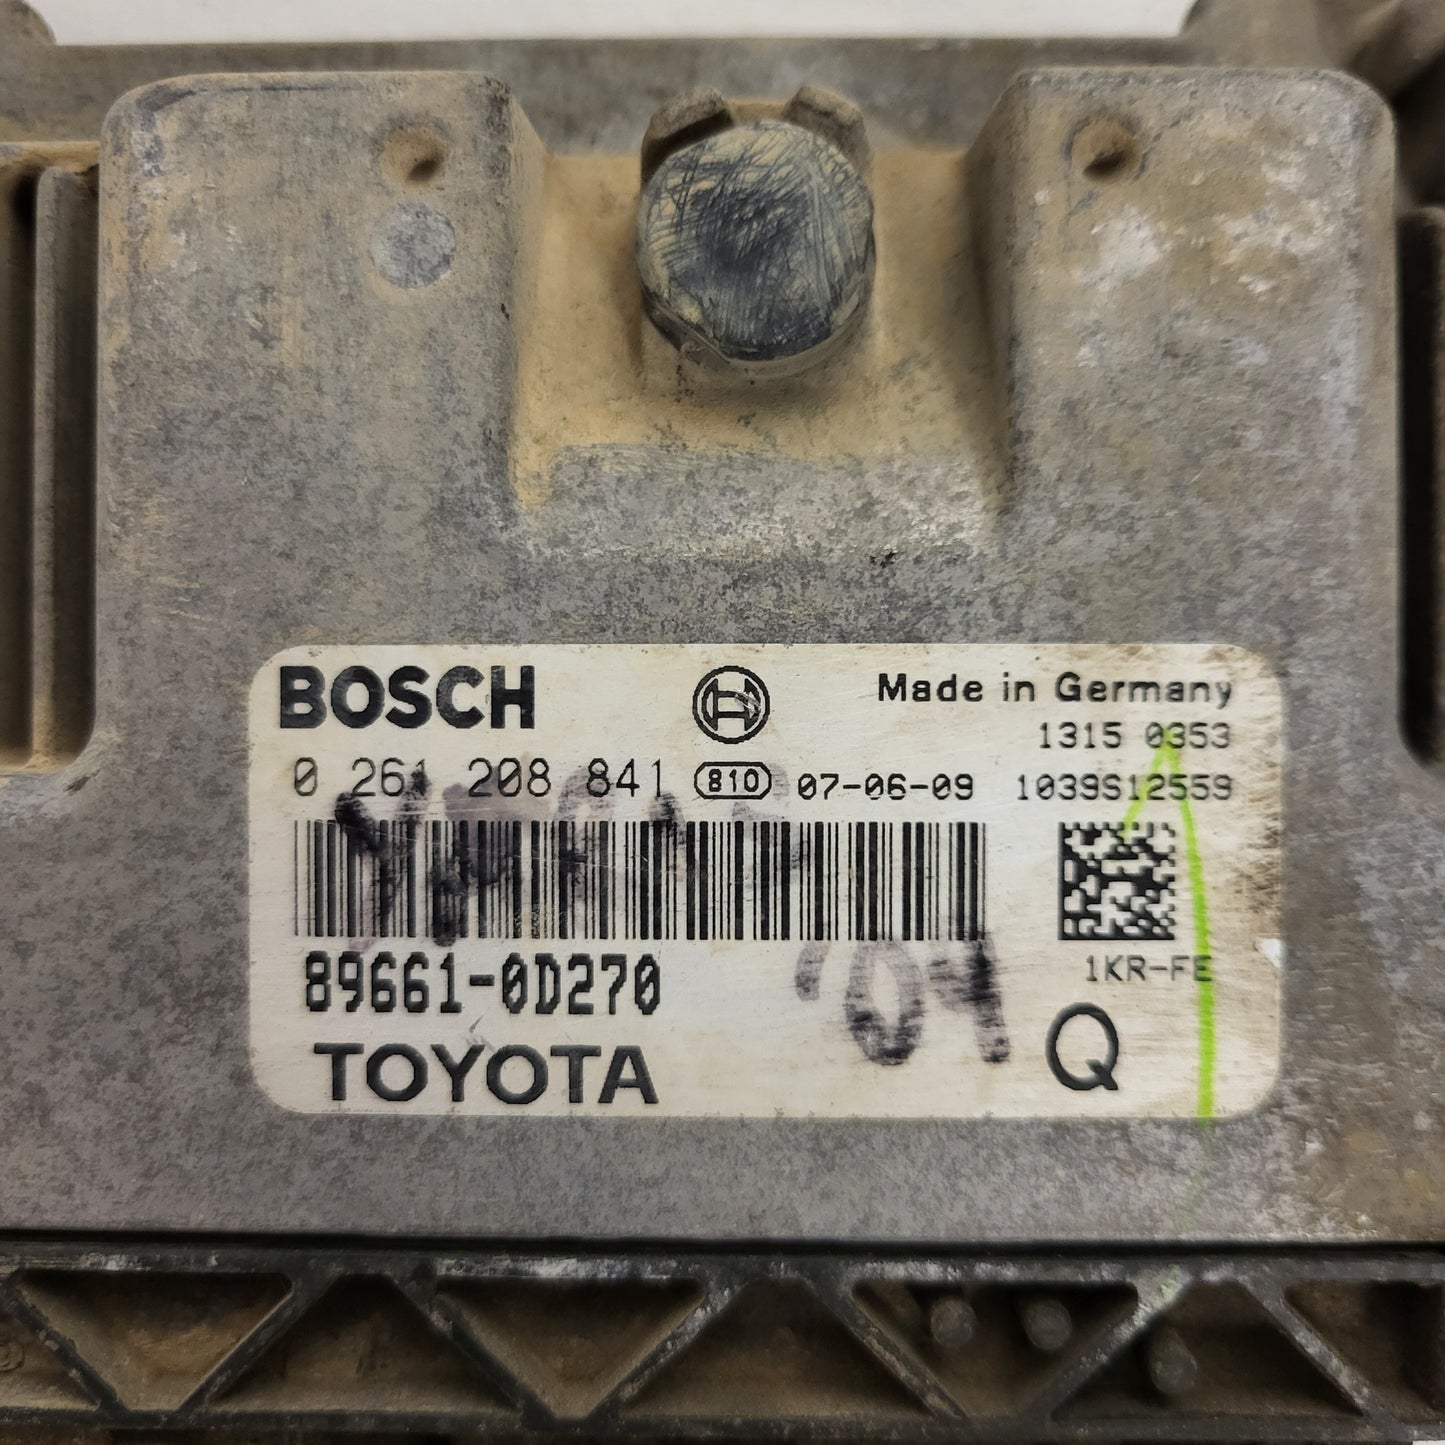 BOSCH
Made in Germany
1315 0353
0 261 208 841 810 07-06-09 1039S12559
89661-0D270
1KR-FE
'04
TOYOTA
Q